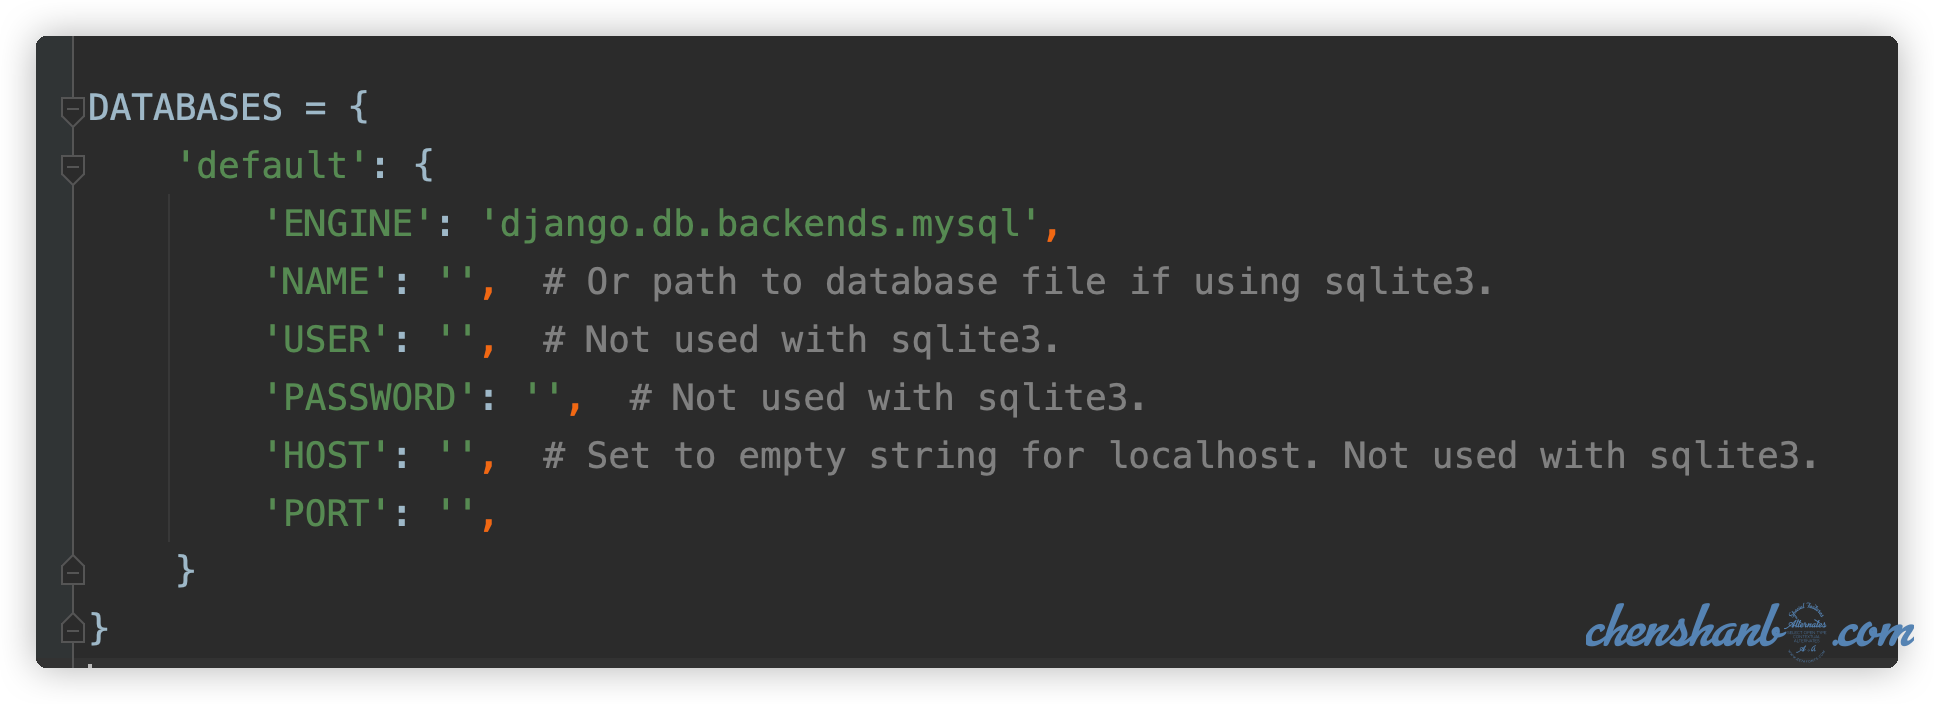 DATABASES = {
    'default': {
        'ENGINE': 'django.db.backends.mysql',
        'NAME': '',  # Or path to database file if using sqlite3.
        'USER': '',  # Not used with sqlite3.
        'PASSWORD': '',  # Not used with sqlite3.
        'HOST': '',  # Set to empty string for localhost. Not used with sqlite3.
        'PORT': '',
    }
}
chenshanb .com
Alternates